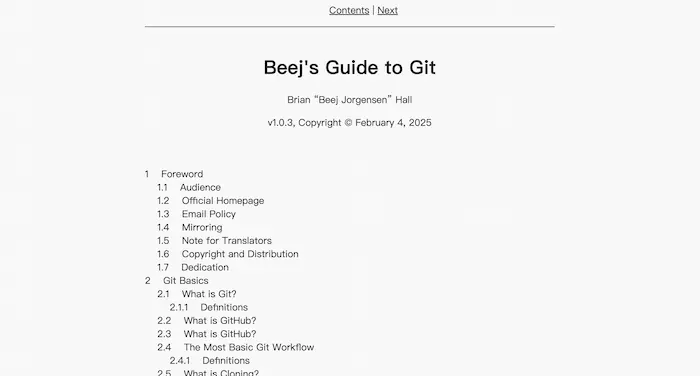 Contents | Next
Beej's Guide to Git
Brian “Beej Jorgensen” Hall
v1.0.3, Copyright © February 4, 2025
1 Foreword
1.1 Audience
1.2 Official Homepage
1.3 Email Policy
1.4 Mirroring
1.5 Note for Translators
1.6 Copyright and Distribution
1.7 Dedication
2 Git Basics
2.1 What is Git?
2.1.1 Definitions
2.2 What is GitHub?
2.3 What is GitHub?
2.4 The Most Basic Git Workflow
2.4.1 Definitions
2.5 What is Cloning?